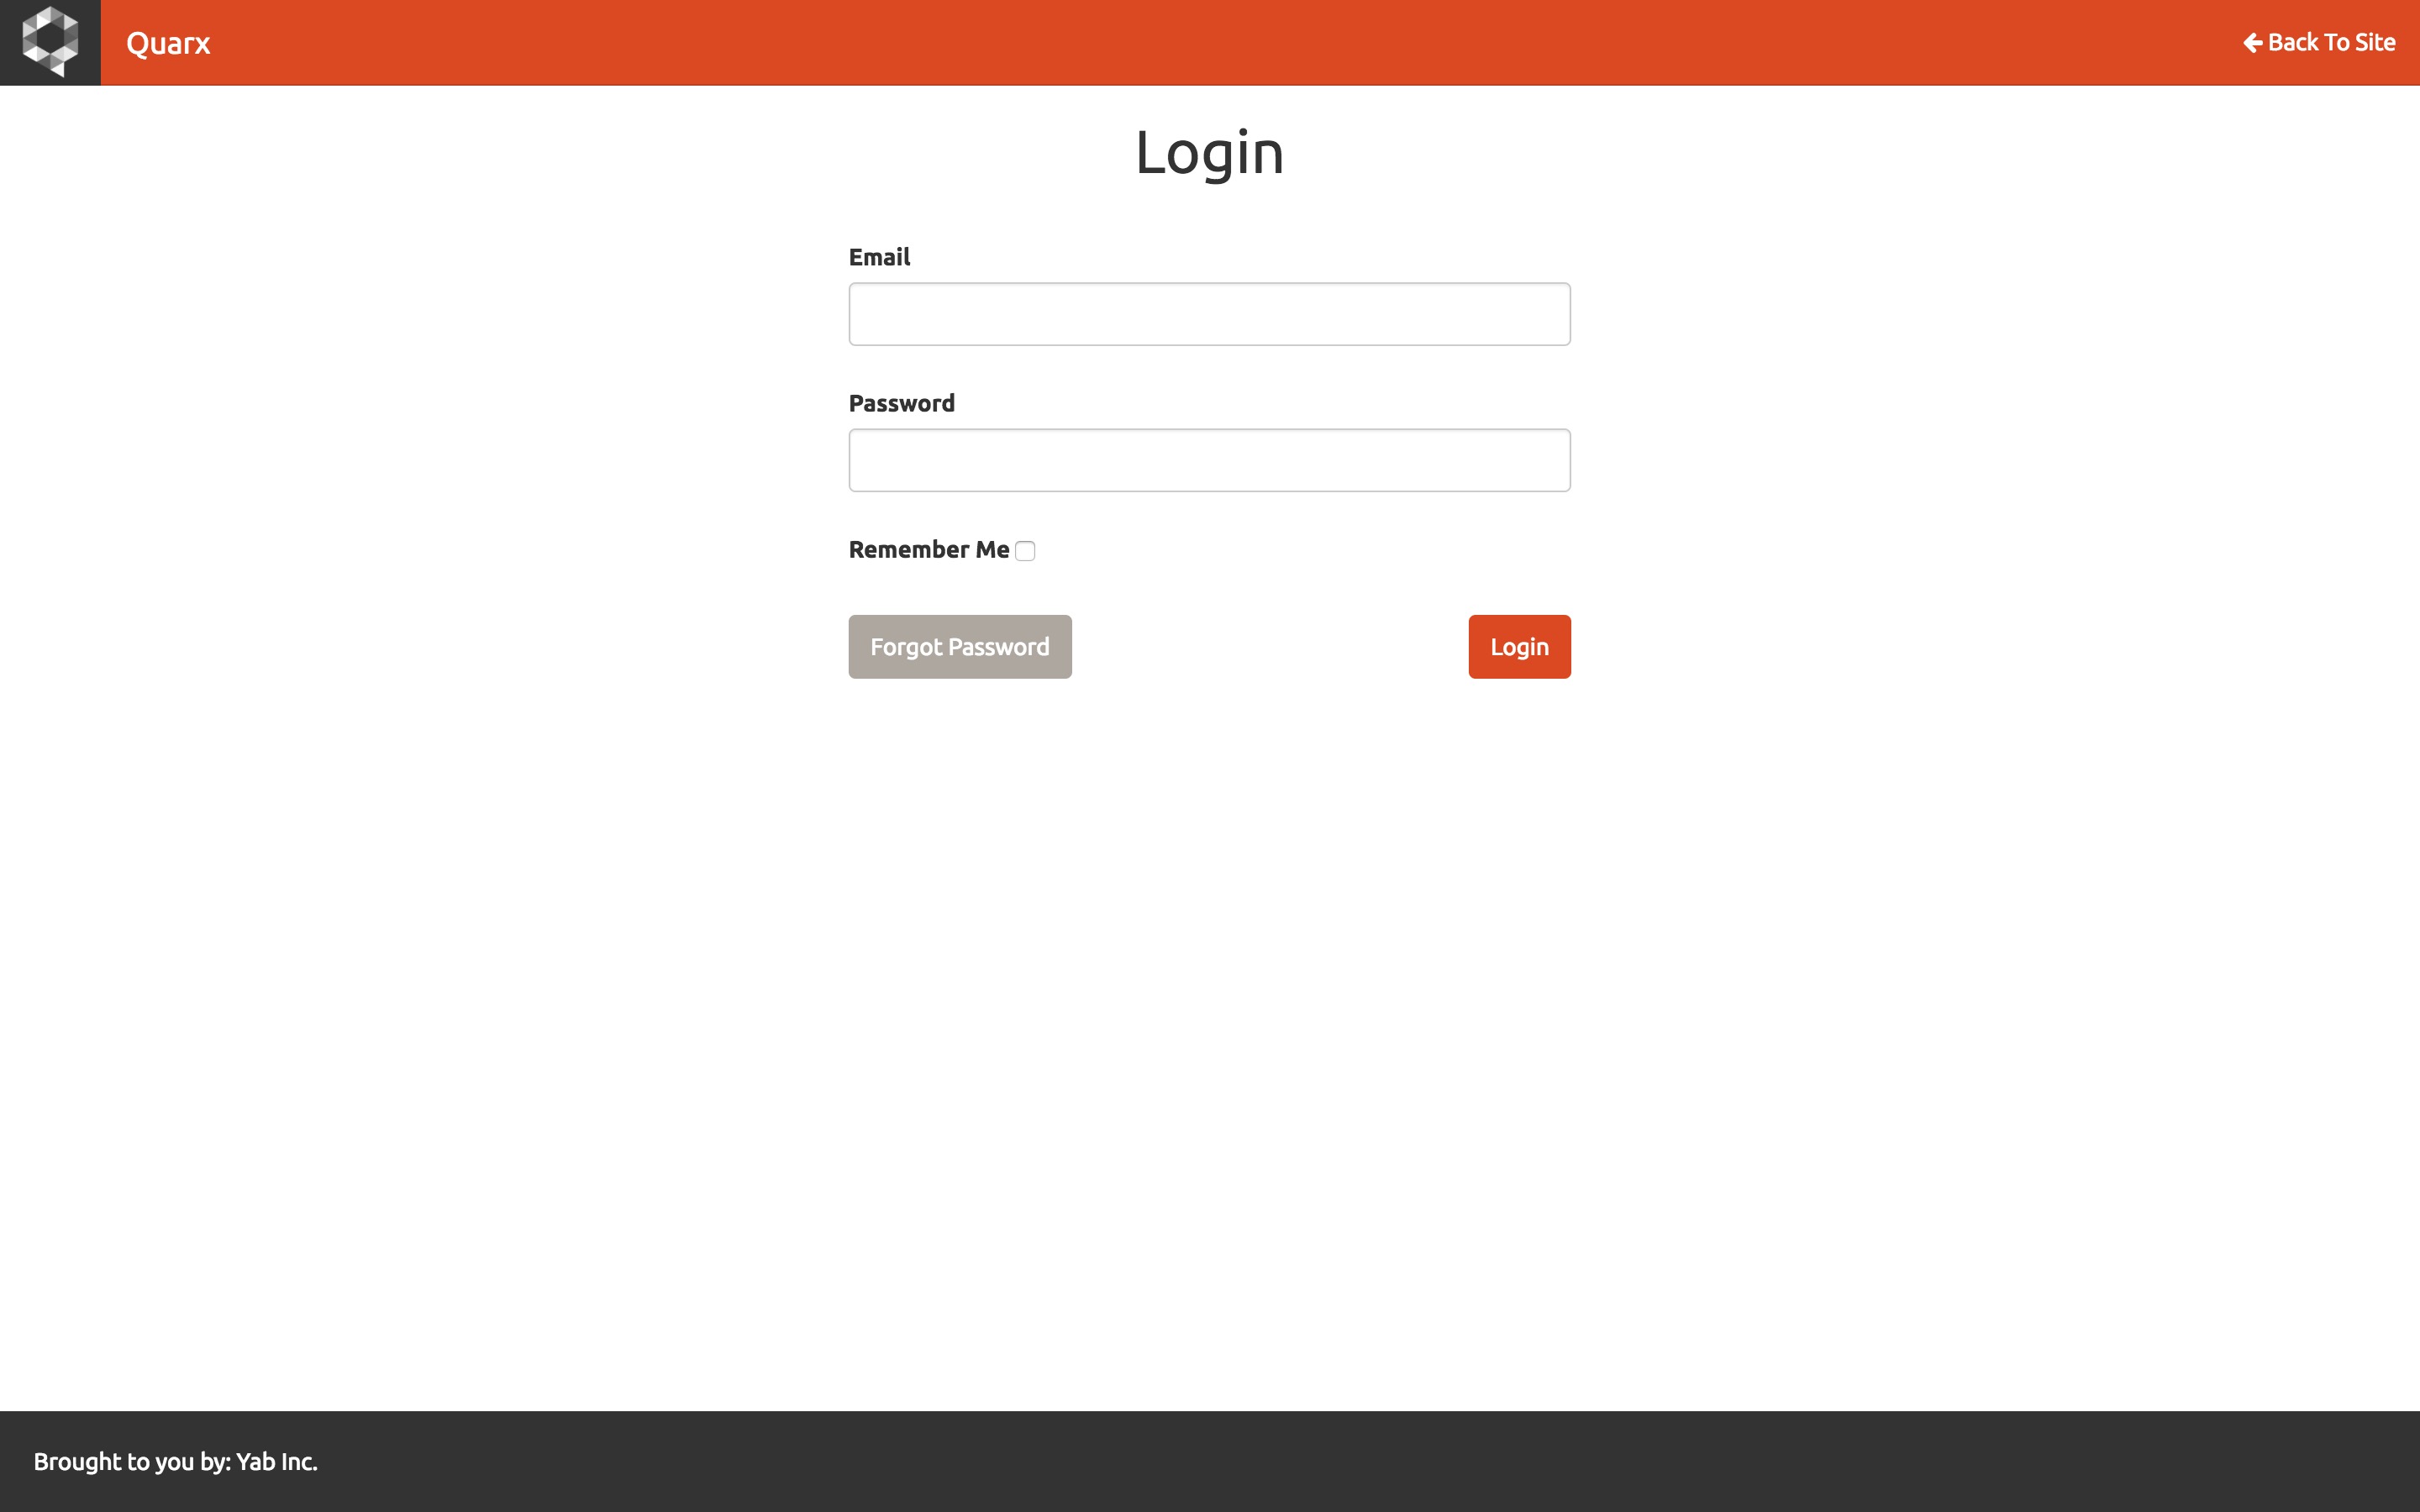 Quarx
Back To Site
Login
Email
Password
Remember Me
Forgot Password
Login
Brought to you by: Yab Inc.